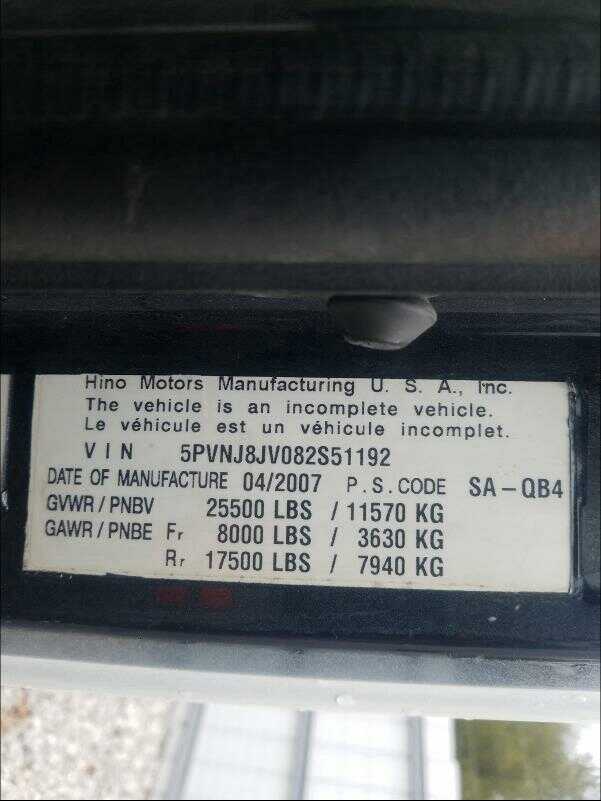 Hino Motors Manufacturing U. S. A., Inc.
The vehicle is an incomplete vehicle.
Le véhicule est un véhicule incomplet.
VIN 5PVNJ8JV082S51192
DATE OF MANUFACTURE 04/2007 P.S.CODE SA-QB4
GVWR/PNBV 25500 LBS / 11570 KG
GAWR/PNBE Fr 8000 LBS / 3630 KG
Rr 17500 LBS / 7940 KG